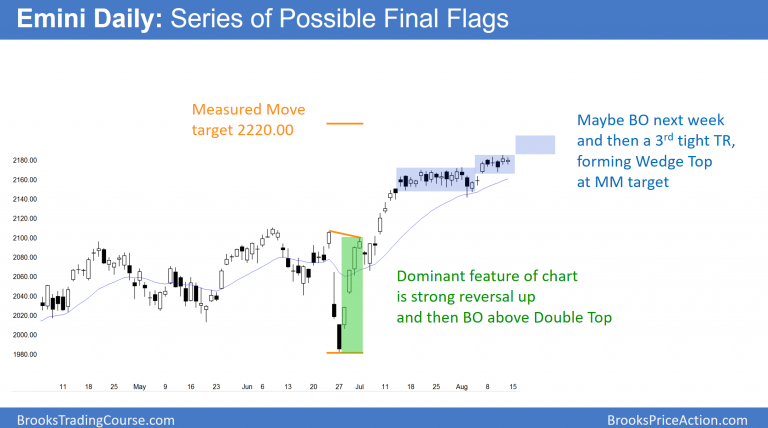 Emini Daily: Series of Possible Final Flags
Measured Move
target 2220.00
Maybe BO next week
and then a 3rd tight TR,
forming Wedge Top
at MM target
2180.00
2160.00
2140.00
2120.00
2100.00
2080.00
2060.00
2040.00
2020.00
2000.00
1980.00
Dominant feature of chart
is strong reversal up
and then BO above Double Top
11 18 25 May 9 16 23 Jun 6 13 20 27 Jul 11 18 25 Aug 8 15
BrooksTradingCourse.com BrooksPriceAction.com